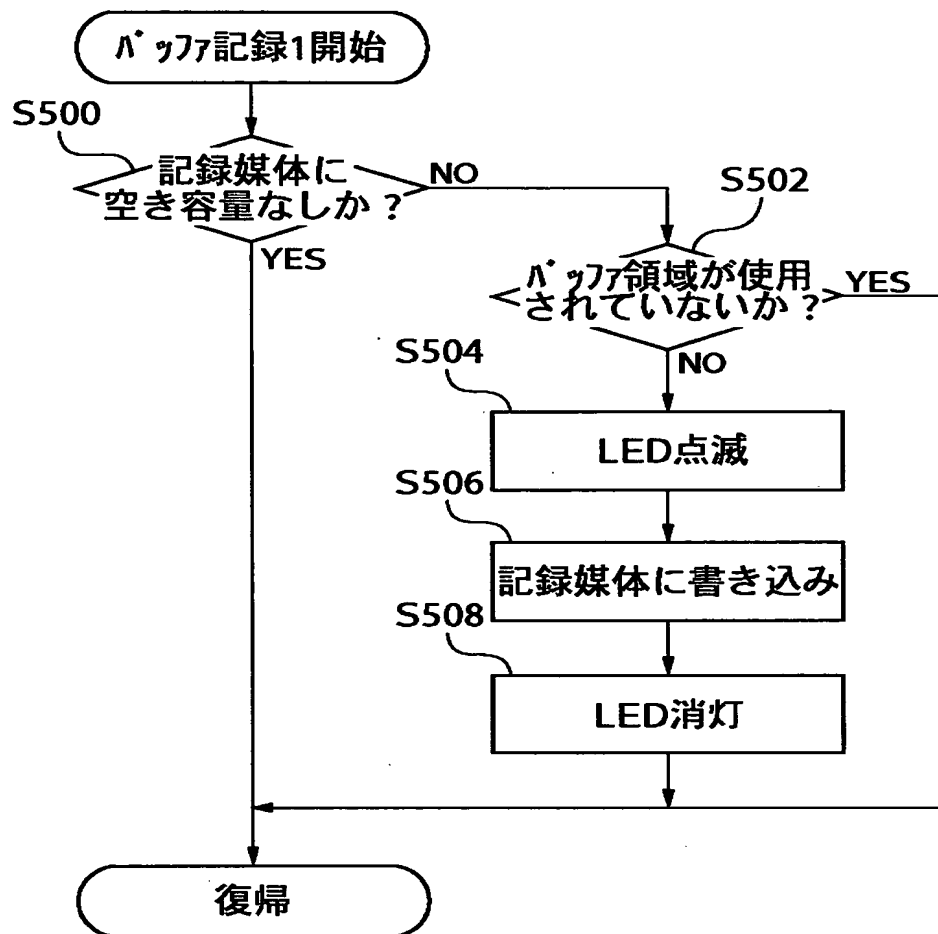 バッファ記録1開始
S500
記録媒体に
空き容量なしか?
NO
YES
S502
バッファ領域が使用
されていないか?
YES
NO
S504
LED点滅
S506
記録媒体に書き込み
S508
LED消灯
復帰